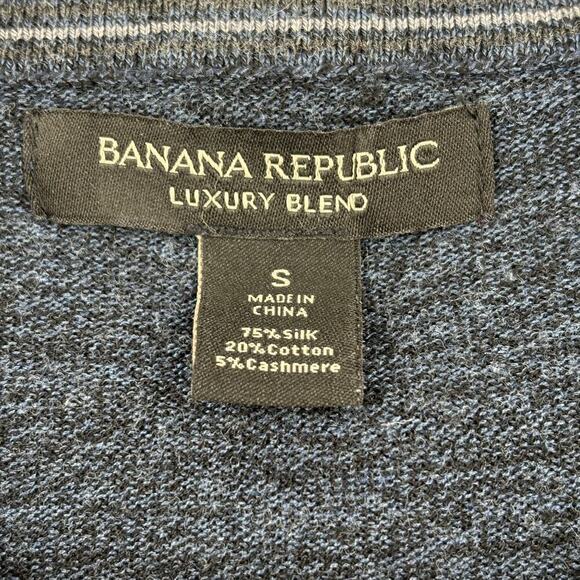 BANANA REPUBLIC
LUXURY BLEND
S
MADE IN
CHINA
75%Silk
20%Cotton
5%Cashmere